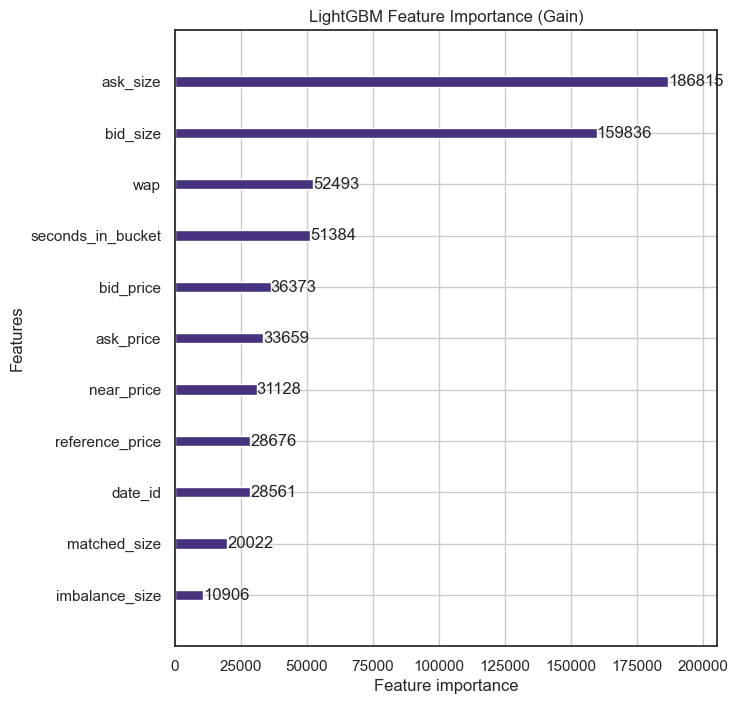 LightGBM Feature Importance (Gain)
ask_size 186815
bid_size 159836
wap 52493
seconds_in_bucket 51384
bid_price 36373
ask_price 33659
near_price 31128
reference_price 28676
date_id 28561
matched_size 20022
imbalance_size 10906
Features
0 25000 50000 75000 100000 125000 150000 175000 200000
Feature importance